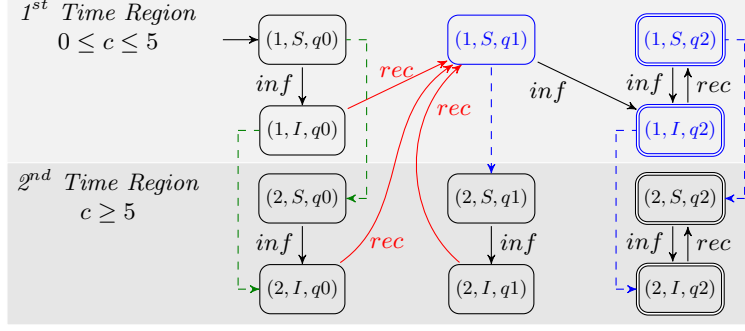 1st Time Region
0 ≤ c ≤ 5
(1, S, q0) (1, S, q1) (1, S, q2)
inf rec inf inf rec
rec
(1, I, q0) (1, I, q2)
2nd Time Region
c ≥ 5
(2, S, q0) (2, S, q1) (2, S, q2)
inf rec inf inf rec
(2, I, q0) (2, I, q1) (2, I, q2)